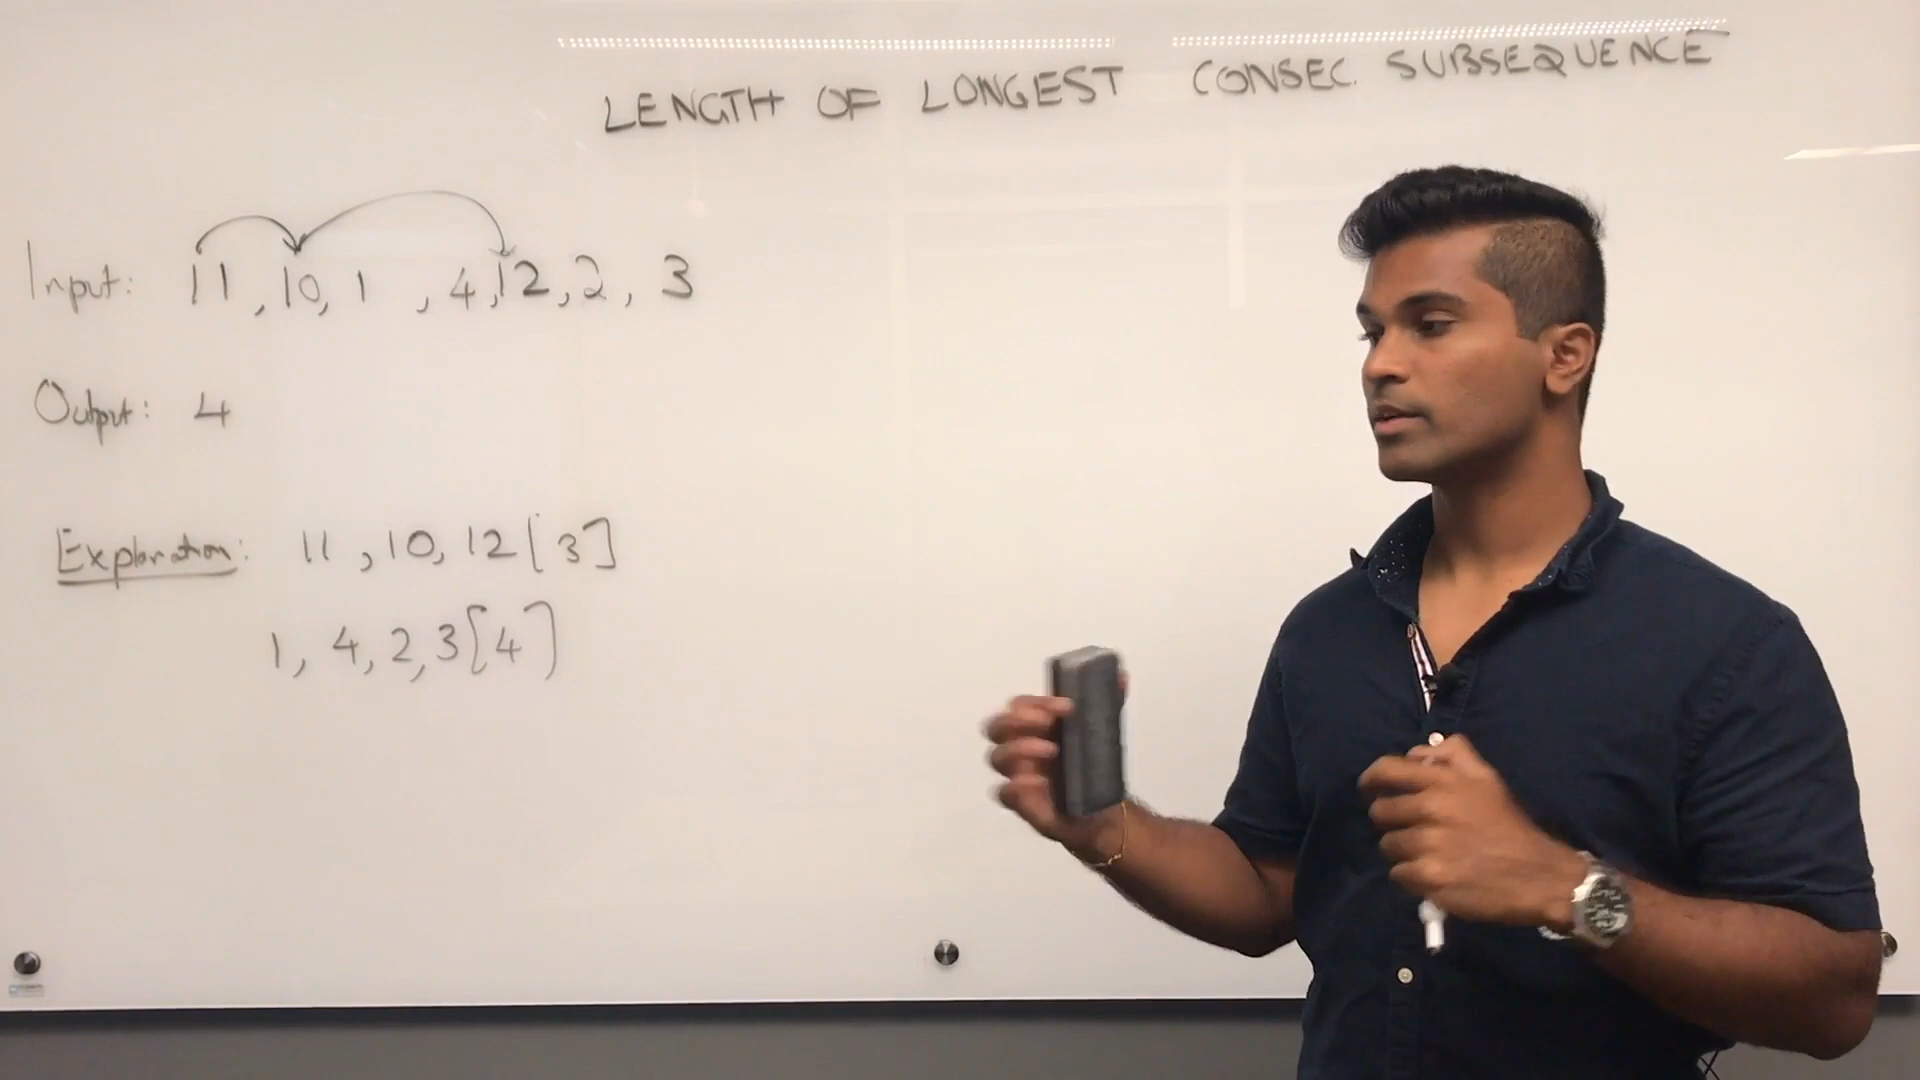 LENGTH OF LONGEST CONSEC. SUBSEQUENCE
Input: 11, 10, 1, 4, 12, 2, 3
Output: 4
Explanation: 11, 10, 12 [3]
1, 4, 2, 3 [4]